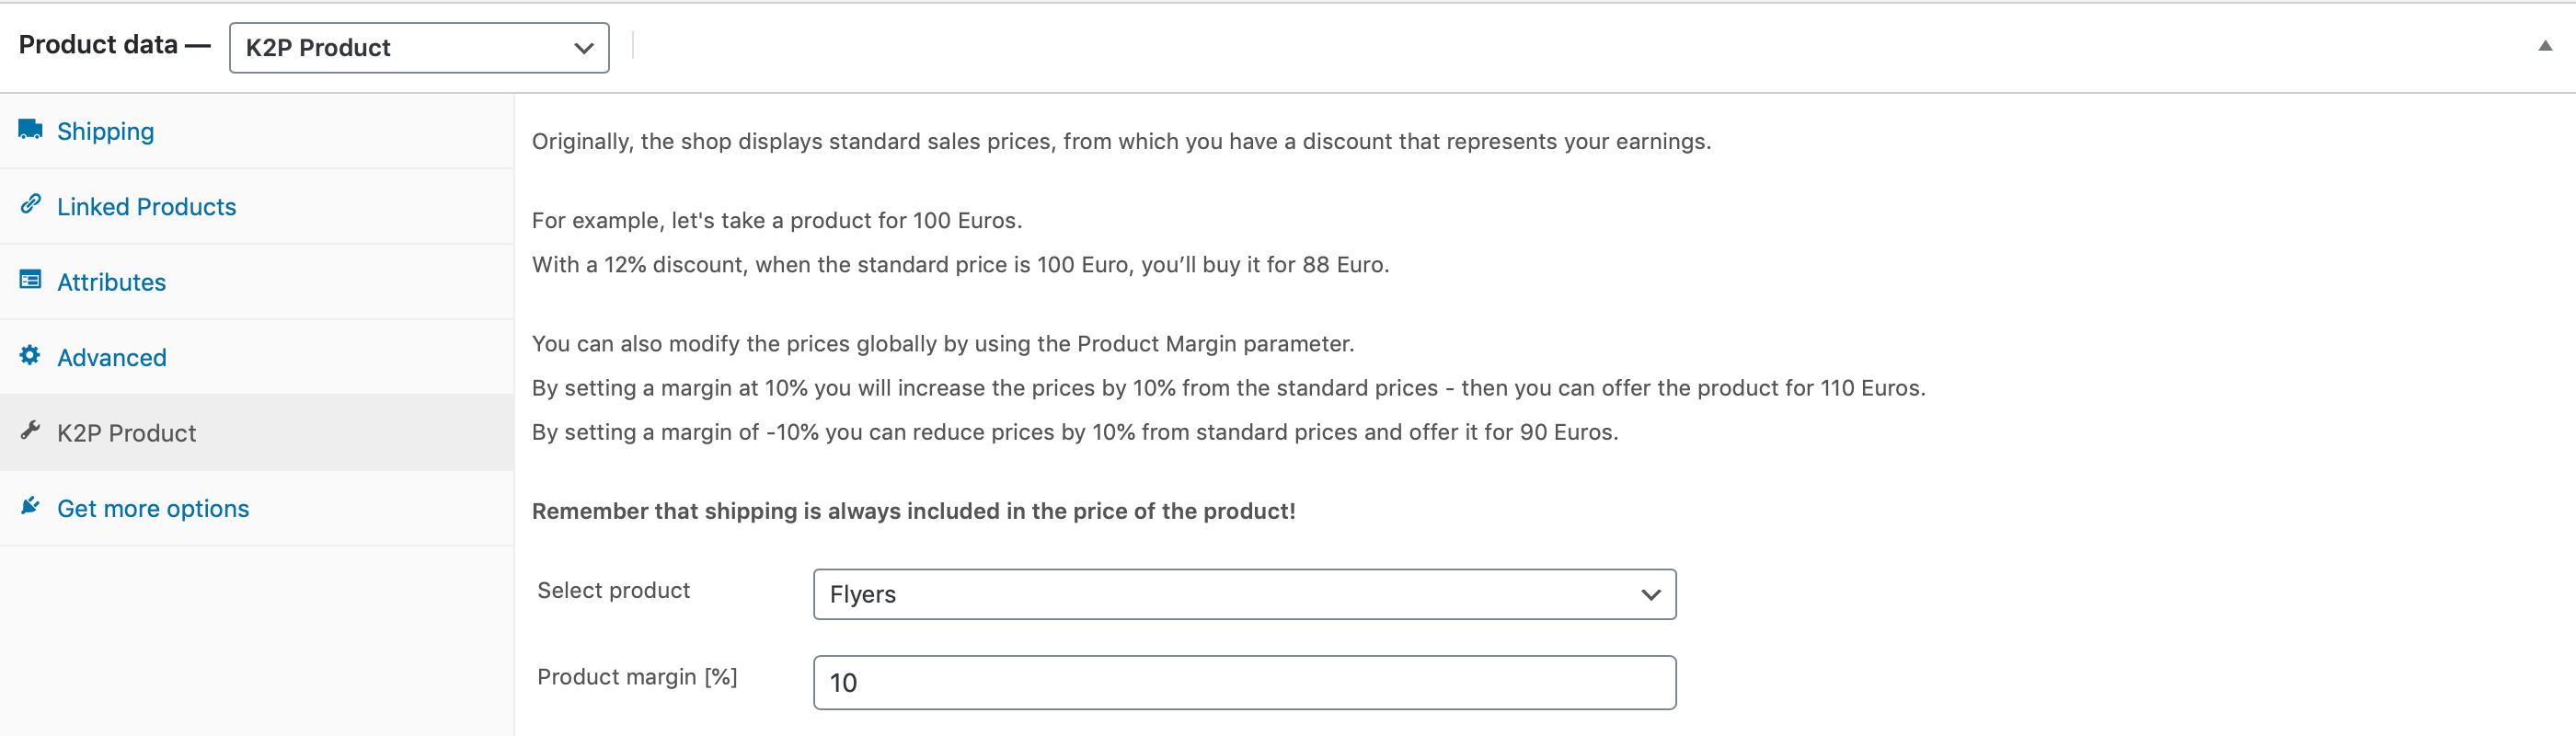 Product data — K2P Product
Shipping
Linked Products
Attributes
Advanced
K2P Product
Get more options
Originally, the shop displays standard sales prices, from which you have a discount that represents your earnings.
For example, let's take a product for 100 Euros.
With a 12% discount, when the standard price is 100 Euro, you’ll buy it for 88 Euro.
You can also modify the prices globally by using the Product Margin parameter.
By setting a margin at 10% you will increase the prices by 10% from the standard prices - then you can offer the product for 110 Euros.
By setting a margin of -10% you can reduce prices by 10% from standard prices and offer it for 90 Euros.
Remember that shipping is always included in the price of the product!
Select product Flyers
Product margin [%] 10